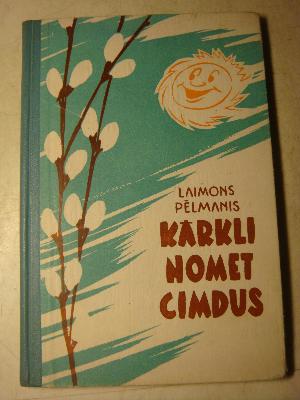 LAIMONS
PĒLMANIS
KĀRKLI
NOMET
CIMDUS